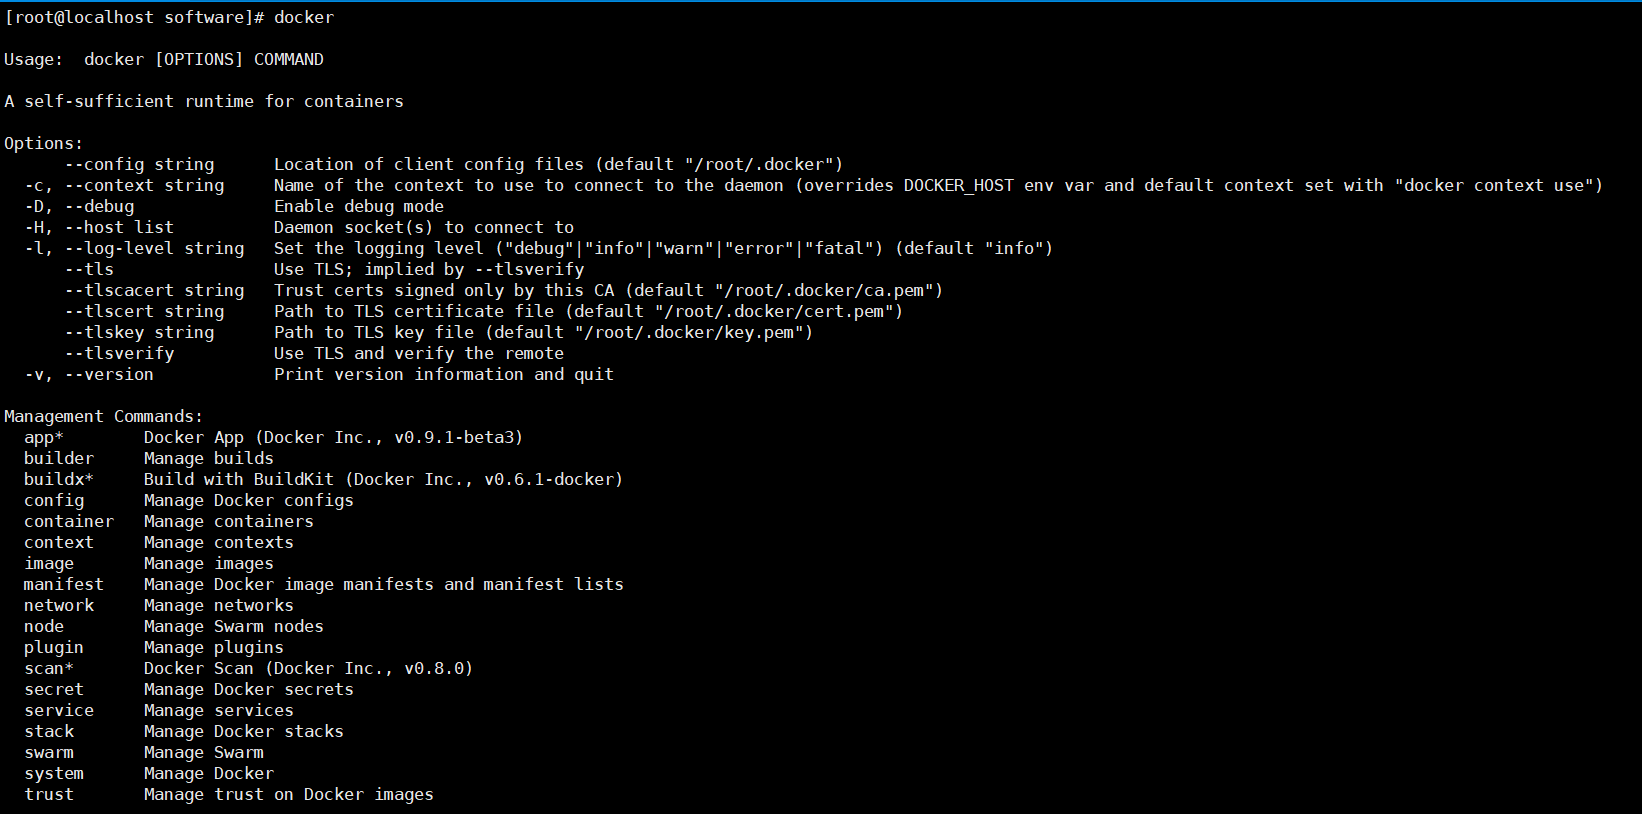 [root@localhost software]# docker
Usage:  docker [OPTIONS] COMMAND
A self-sufficient runtime for containers
Options:
      --config string      Location of client config files (default "/root/.docker")
  -c, --context string     Name of the context to use to connect to the daemon (overrides DOCKER_HOST env var and default context set with "docker context use")
  -D, --debug              Enable debug mode
  -H, --host list          Daemon socket(s) to connect to
  -l, --log-level string   Set the logging level ("debug"|"info"|"warn"|"error"|"fatal") (default "info")
      --tls                Use TLS; implied by --tlsverify
      --tlscacert string   Trust certs signed only by this CA (default "/root/.docker/ca.pem")
      --tlscert string     Path to TLS certificate file (default "/root/.docker/cert.pem")
      --tlskey string      Path to TLS key file (default "/root/.docker/key.pem")
      --tlsverify          Use TLS and verify the remote
  -v, --version            Print version information and quit
Management Commands:
  app*        Docker App (Docker Inc., v0.9.1-beta3)
  builder     Manage builds
  buildx*     Build with BuildKit (Docker Inc., v0.6.1-docker)
  config      Manage Docker configs
  container   Manage containers
  context     Manage contexts
  image       Manage images
  manifest    Manage Docker image manifests and manifest lists
  network     Manage networks
  node        Manage Swarm nodes
  plugin      Manage plugins
  scan*       Docker Scan (Docker Inc., v0.8.0)
  secret      Manage Docker secrets
  service     Manage services
  stack       Manage Docker stacks
  swarm       Manage Swarm
  system      Manage Docker
  trust       Manage trust on Docker images